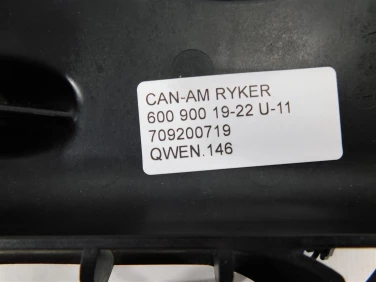 CAN-AM RYKER
600 900 19-22 U-11
709200719
QWEN.146